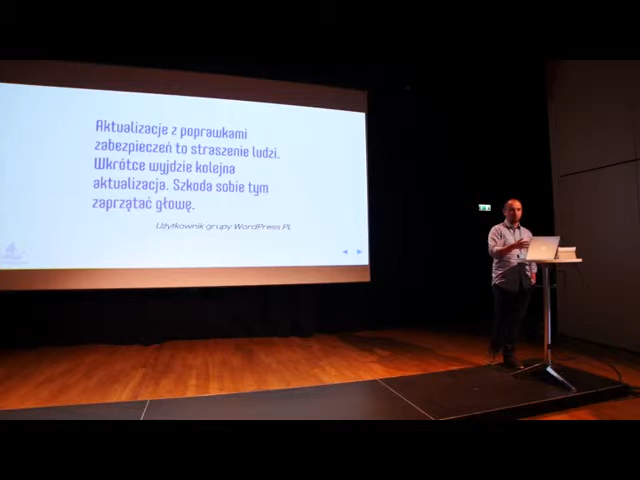 Aktualizacje z poprawkami
zabezpieczeń to straszenie ludzi.
Wkrótce wyjdzie kolejna
aktualizacja. Szkoda sobie tym
zaprzątać głowę.
Użytkownik grupy WordPress PL